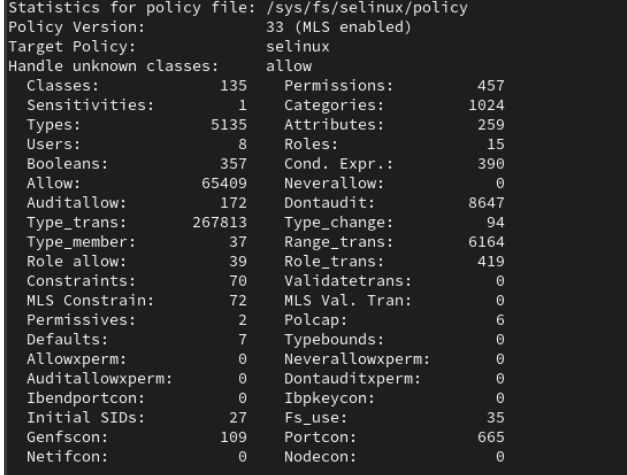 Statistics for policy file: /sys/fs/selinux/policy
Policy Version:             33 (MLS enabled)
Target Policy:              selinux
Handle unknown classes:     allow
  Classes:             135    Permissions:         457
  Sensitivities:         1    Categories:         1024
  Types:              5135    Attributes:          259
  Users:                 8    Roles:                15
  Booleans:            357    Cond. Expr.:         390
  Allow:             65409    Neverallow:            0
  Auditallow:          172    Dontaudit:          8647
  Type_trans:       267813    Type_change:          94
  Type_member:          37    Range_trans:        6164
  Role allow:           39    Role_trans:          419
  Constraints:          70    Validatetrans:         0
  MLS Constrain:        72    MLS Val. Tran:         0
  Permissives:           2    Polcap:                6
  Defaults:              7    Typebounds:            0
  Allowxperm:            0    Neverallowxperm:       0
  Auditallowxperm:       0    Dontauditxperm:        0
  Ibendportcon:          0    Ibpkeycon:             0
  Initial SIDs:         27    Fs_use:               35
  Genfscon:            109    Portcon:             665
  Netifcon:              0    Nodecon:               0